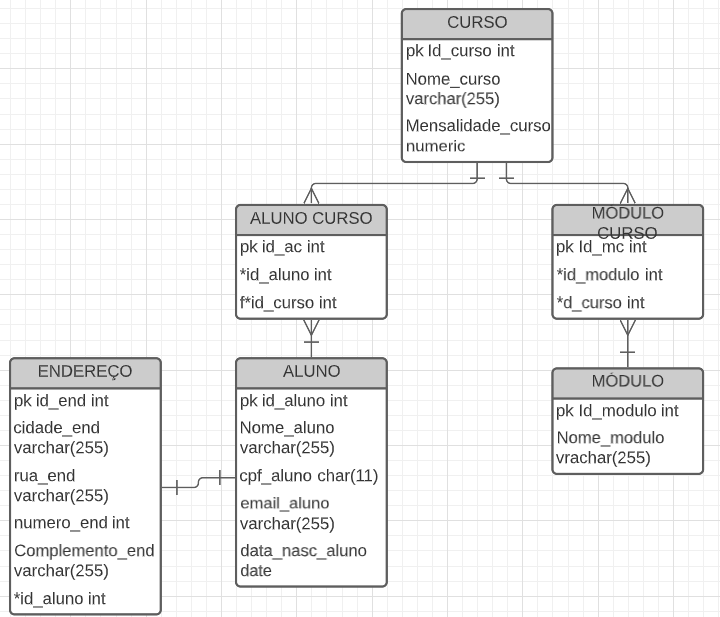 CURSO
pk Id_curso int
Nome_curso
varchar(255)
Mensalidade_curso
numeric
ALUNO CURSO
pk id_ac int
*id_aluno int
f*id_curso int
MODULO
CURSO
pk Id_mc int
*id_modulo int
*d_curso int
ENDEREÇO
pk id_end int
cidade_end
varchar(255)
rua_end
varchar(255)
numero_end int
Complemento_end
varchar(255)
*id_aluno int
ALUNO
pk id_aluno int
Nome_aluno
varchar(255)
cpf_aluno char(11)
email_aluno
varchar(255)
data_nasc_aluno
date
MÓDULO
pk Id_modulo int
Nome_modulo
vrachar(255)